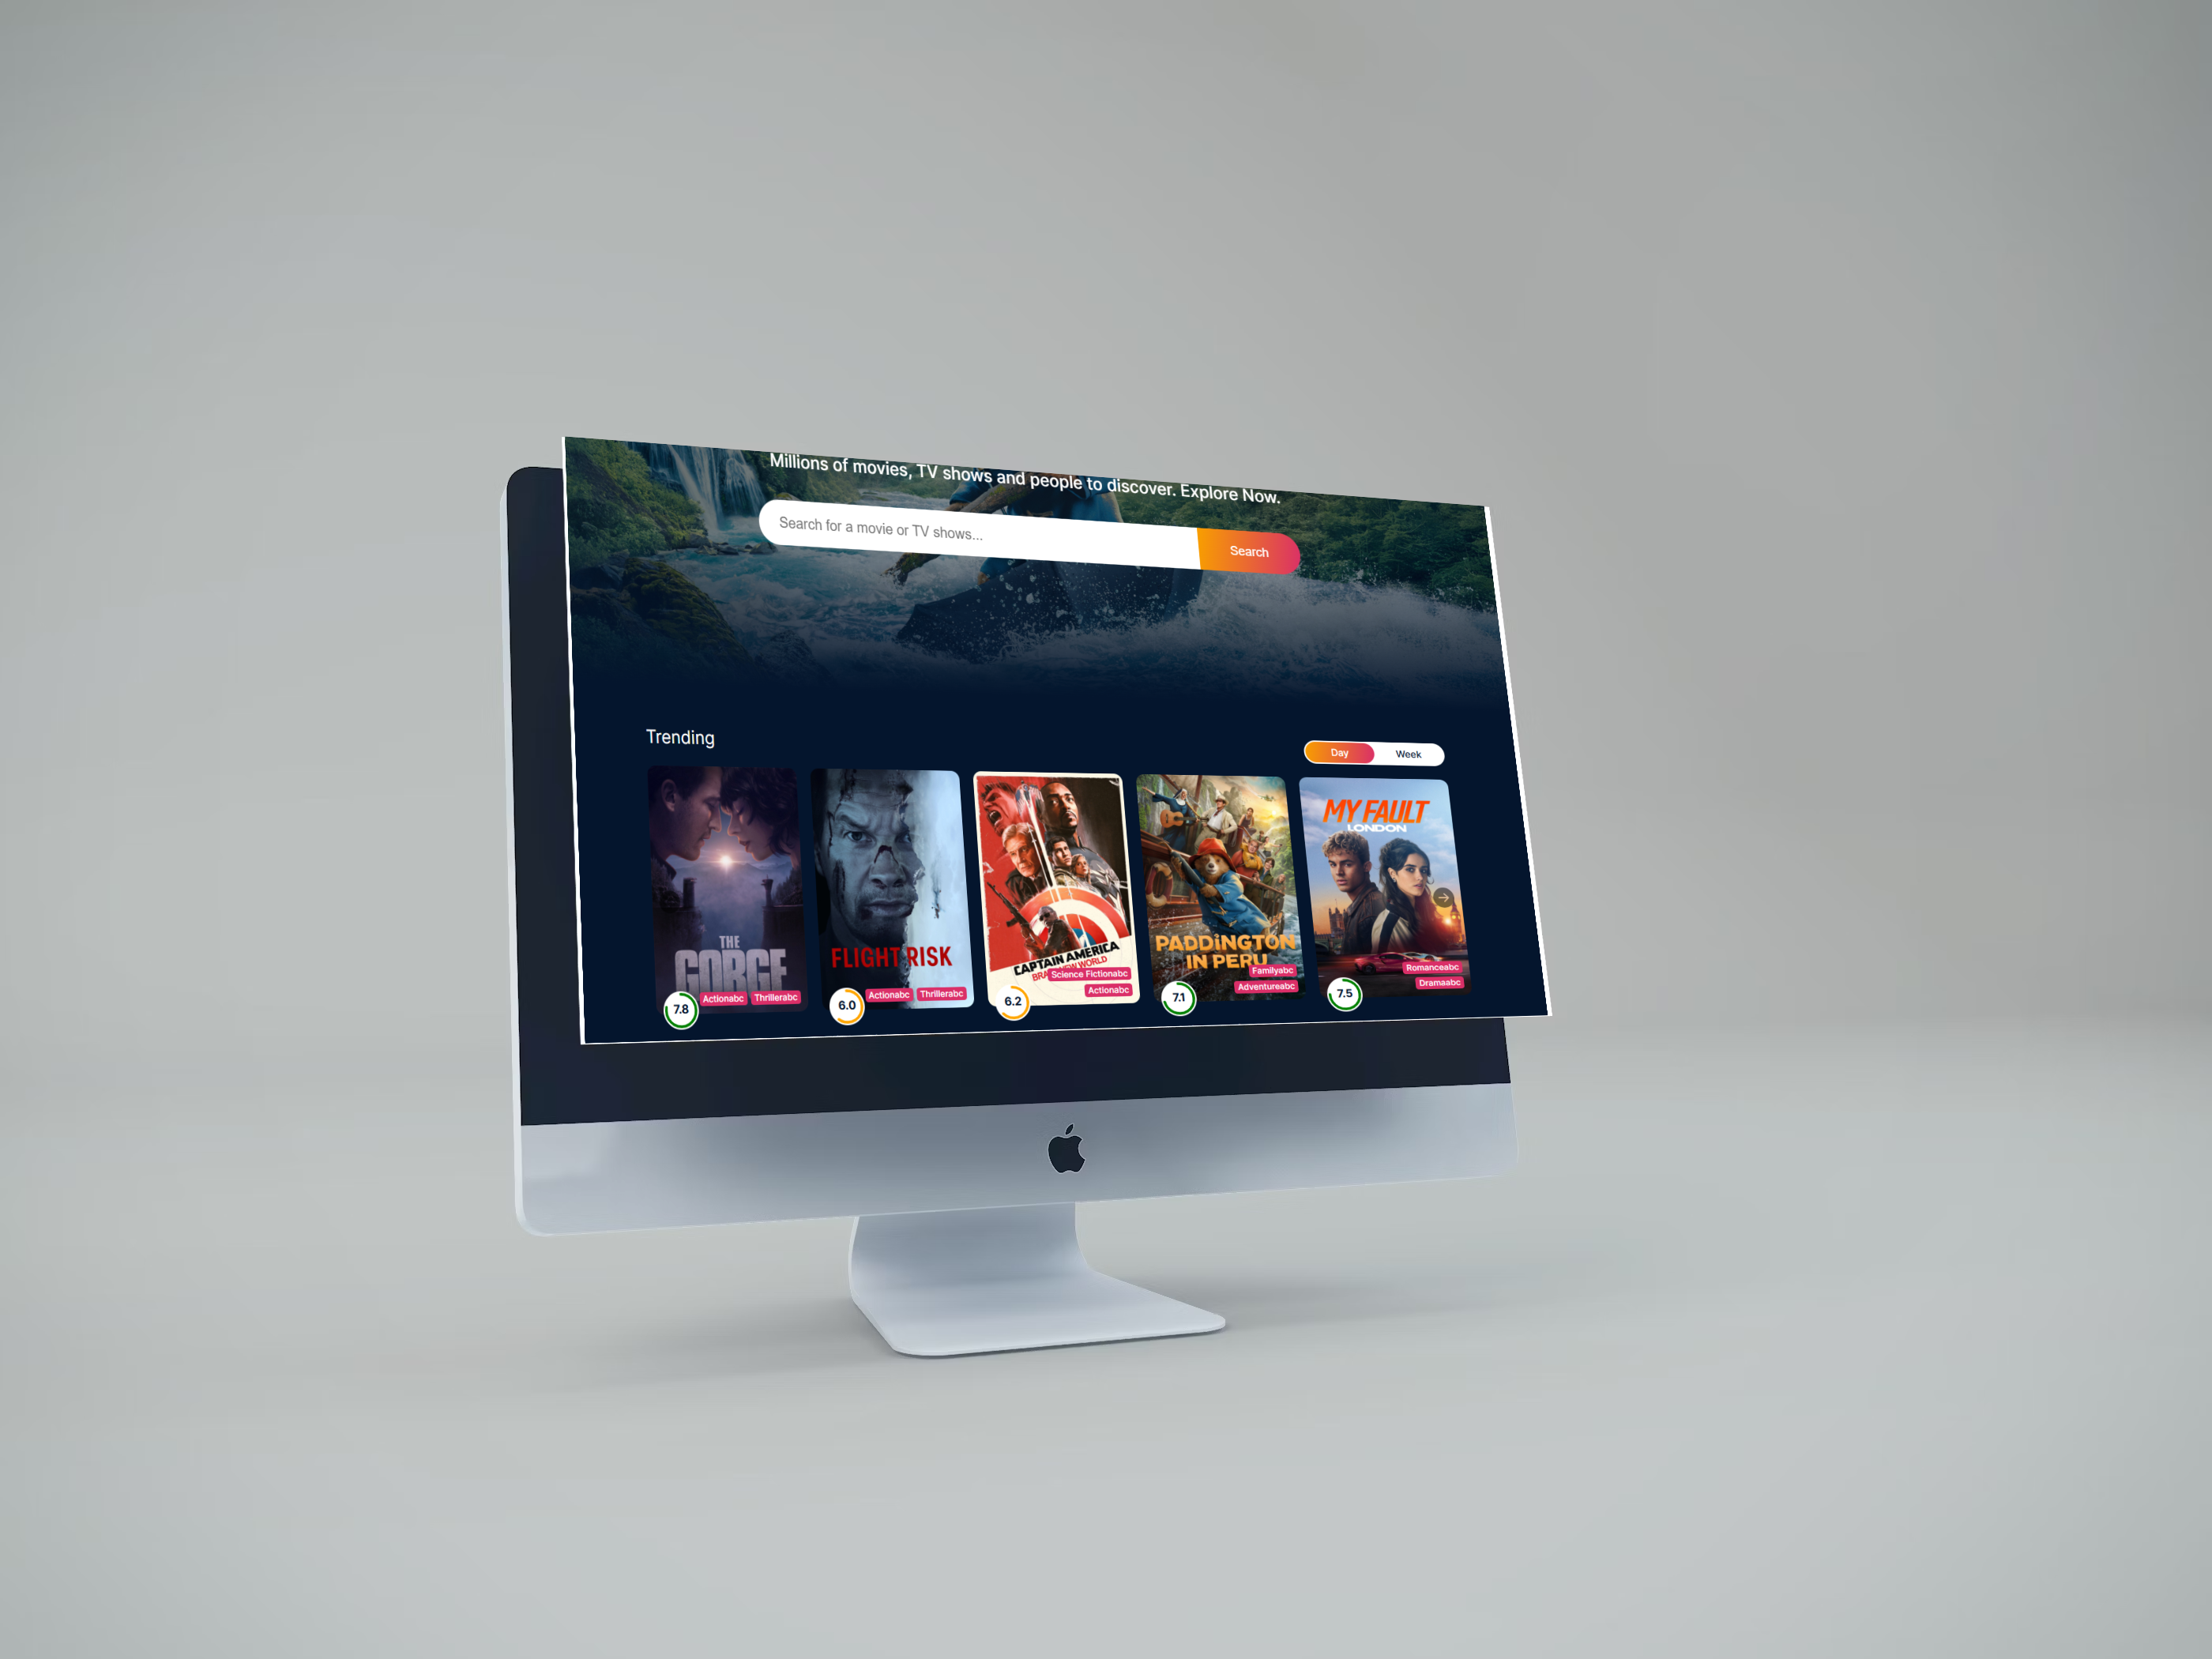 Millions of movies, TV shows and people to discover. Explore Now.
Search for a movie or TV shows...
Search
Trending
Day
Week
THE
GORGE
Actionabc
Thrillerabc
7.8
FLIGHT RISK
Actionabc
Thrillerabc
6.0
CAPTAIN AMERICA
BRAVE NEW WORLD
Science Fictionabc
Actionabc
6.2
PADDINGTON
IN PERU
Familyabc
Adventureabc
7.1
MY FAULT
LONDON
Romanceabc
Dramaabc
7.5